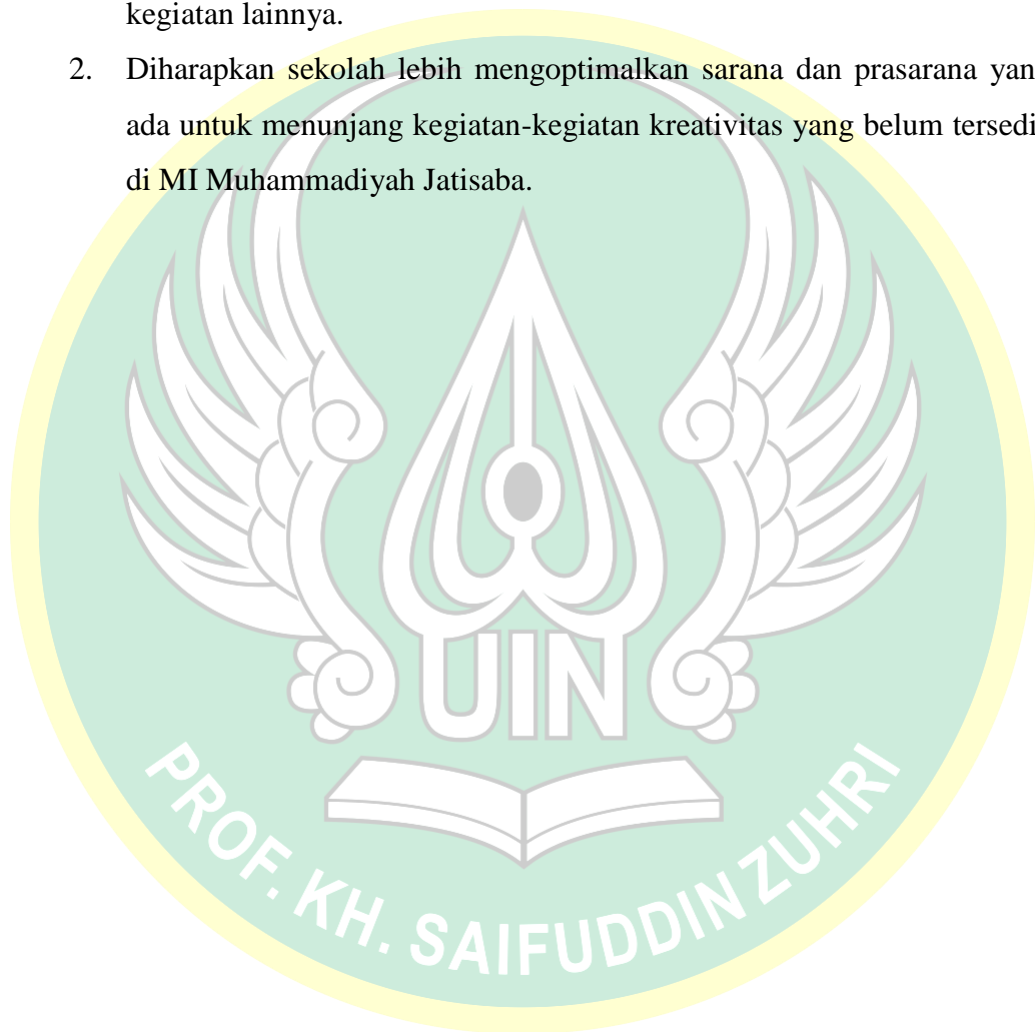 kegiatan lainnya.
2. Diharapkan sekolah lebih mengoptimalkan sarana dan prasarana yan
ada untuk menunjang kegiatan-kegiatan kreativitas yang belum tersedi
di MI Muhammadiyah Jatisaba.
UIN
PROF. KH. SAIFUDDIN ZUHRI